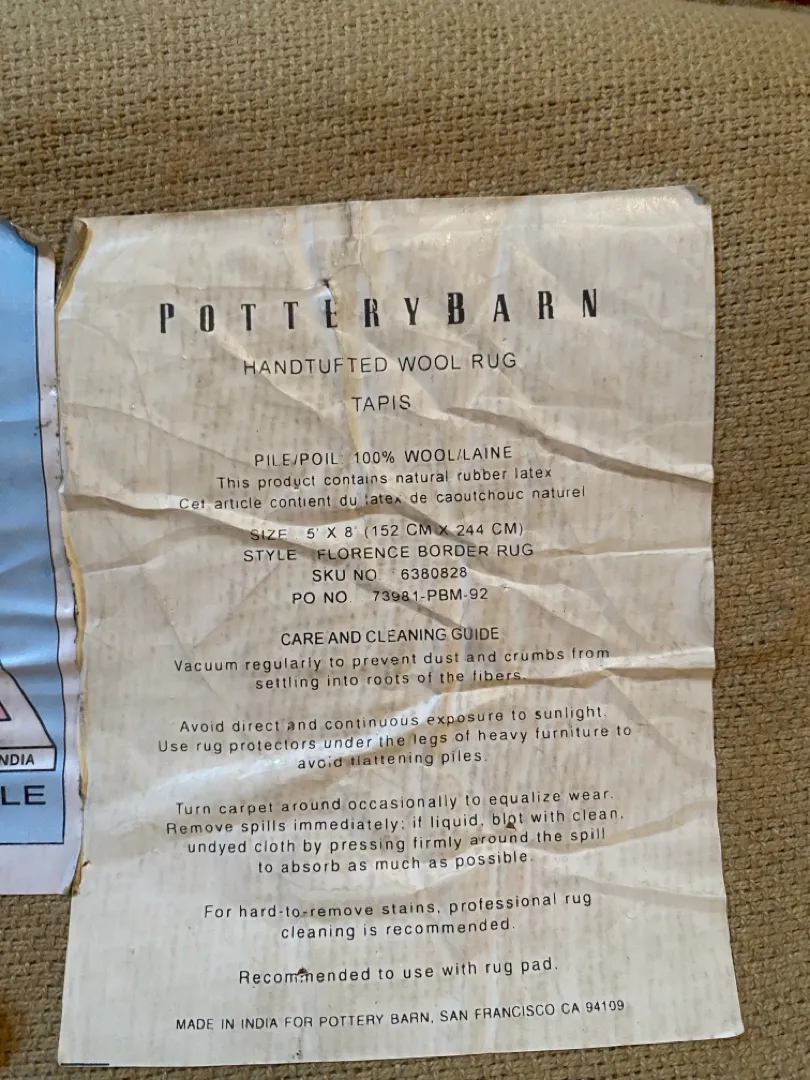 POTTERYBARN
HANDTUFTED WOOL RUG
TAPIS
PILE/POIL: 100% WOOL/LAINE
This product contains natural rubber latex
Cet article contient du latex de caoutchouc naturel
SIZE 5' X 8' (152 CM X 244 CM)
STYLE FLORENCE BORDER RUG
SKU NO. 6380828
PO NO. 73981-PBM-92
CARE AND CLEANING GUIDE
Vacuum regularly to prevent dust and crumbs from
settling into roots of the fibers.
Avoid direct and continuous exposure to sunlight.
Use rug protectors under the legs of heavy furniture to
avoid flattening piles.
Turn carpet around occasionally to equalize wear.
Remove spills immediately; if liquid, blot with clean,
undyed cloth by pressing firmly around the spill
to absorb as much as possible.
For hard-to-remove stains, professional rug
cleaning is recommended.
Recommended to use with rug pad.
MADE IN INDIA FOR POTTERY BARN, SAN FRANCISCO CA 94109
NDIA
LE